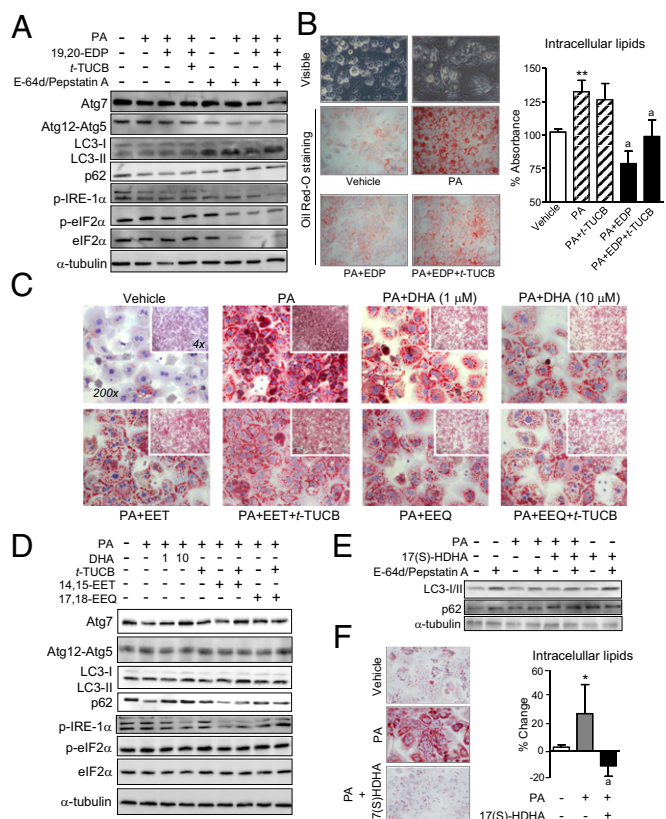 A
PA - + + + - + + +
19,20-EDP - - + + - - + +
t-TUCB - - - + - - - +
E-64d/Pepstatin A - - - - + + + +
Atg7
Atg12-Atg5
LC3-I
LC3-II
p62
p-IRE-1α
p-eIF2α
eIF2α
α-tubulin
B
Visible
Oil Red-O staining
Vehicle
PA
PA+EDP
PA+EDP+t-TUCB
Intracellular lipids
% Absorbance
150
125
100
75
50
**
a
a
Vehicle
PA
PA+t-TUCB
PA+EDP
PA+EDP+t-TUCB
C
Vehicle
PA
PA+DHA (1 μM)
PA+DHA (10 μM)
4x
200x
PA+EET
PA+EET+t-TUCB
PA+EEQ
PA+EEQ+t-TUCB
D
PA - + + + + + + + +
DHA - - 1 10 - - - - -
t-TUCB - - - - + - + - +
14,15-EET - - - - - + + - -
17,18-EEQ - - - - - - - + +
Atg7
Atg12-Atg5
LC3-I
LC3-II
p62
p-IRE-1α
p-eIF2α
eIF2α
α-tubulin
E
PA - - + + + + - -
17(S)-HDHA - - - - + + + +
E-64d/Pepstatin A - + - + - + - +
LC3-I/II
p62
α-tubulin
F
Vehicle
PA
PA
+
17(S)HDHA
Intracelullar lipids
% Change
60
40
20
0
-20
*
a
PA - + +
17(S)-HDHA - - +